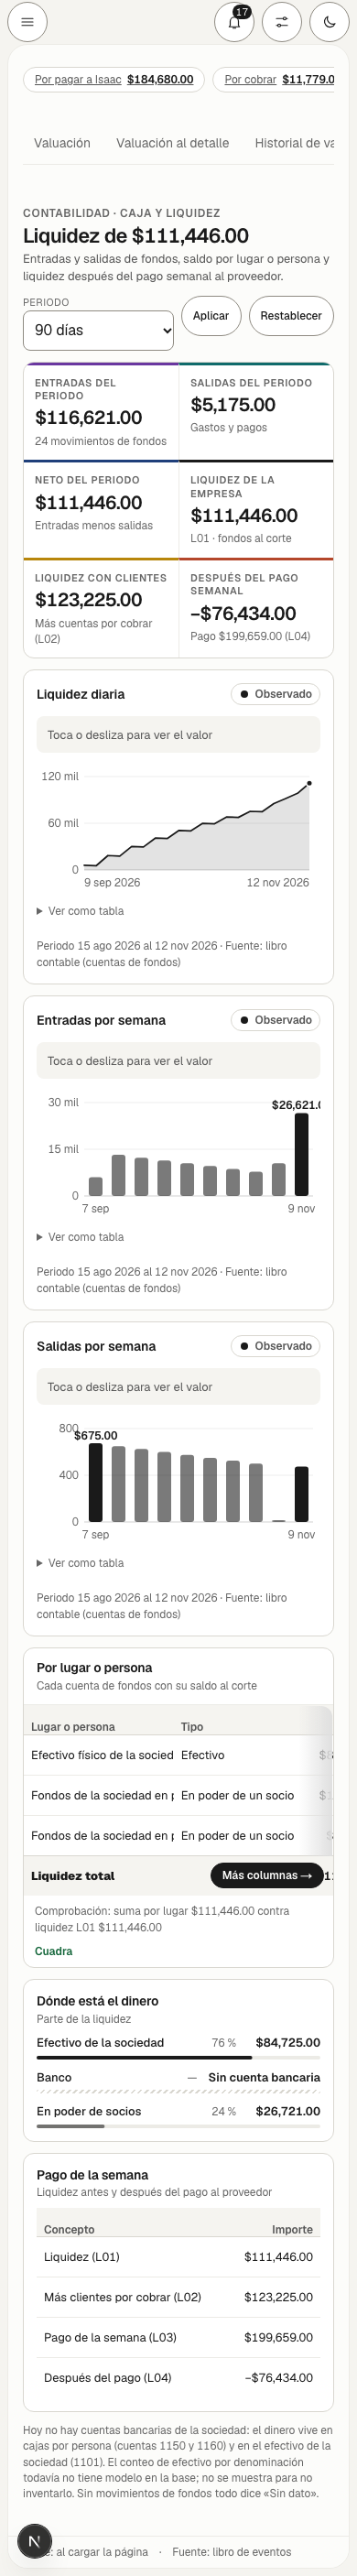 17
Por pagar a Isaac $184,680.00
Por cobrar $11,779.0
Valuación Valuación al detalle Historial de va
CONTABILIDAD · CAJA Y LIQUIDEZ
Liquidez de $111,446.00
Entradas y salidas de fondos, saldo por lugar o persona y
liquidez después del pago semanal al proveedor.
PERIODO
90 días
Aplicar
Restablecer
ENTRADAS DEL
PERIODO
$116,621.00
24 movimientos de fondos
SALIDAS DEL PERIODO
$5,175.00
Gastos y pagos
NETO DEL PERIODO
$111,446.00
Entradas menos salidas
LIQUIDEZ DE LA
EMPRESA
$111,446.00
L01 · fondos al corte
LIQUIDEZ CON CLIENTES
$123,225.00
Más cuentas por cobrar
(L02)
DESPUÉS DEL PAGO
SEMANAL
−$76,434.00
Pago $199,659.00 (L04)
Liquidez diaria
Observado
Toca o desliza para ver el valor
120 mil
60 mil
0
9 sep 2026 12 nov 2026
Ver como tabla
Periodo 15 ago 2026 al 12 nov 2026 · Fuente: libro
contable (cuentas de fondos)
Entradas por semana
Observado
Toca o desliza para ver el valor
30 mil
$26,621.0
15 mil
0
7 sep 9 nov
Ver como tabla
Periodo 15 ago 2026 al 12 nov 2026 · Fuente: libro
contable (cuentas de fondos)
Salidas por semana
Observado
Toca o desliza para ver el valor
800
$675.00
400
0
7 sep 9 nov
Ver como tabla
Periodo 15 ago 2026 al 12 nov 2026 · Fuente: libro
contable (cuentas de fondos)
Por lugar o persona
Cada cuenta de fondos con su saldo al corte
Lugar o persona Tipo
Efectivo físico de la socied Efectivo
Fondos de la sociedad en p En poder de un socio
Fondos de la sociedad en p En poder de un socio
Liquidez total
Más columnas →
Comprobación: suma por lugar $111,446.00 contra
liquidez L01 $111,446.00
Cuadra
Dónde está el dinero
Parte de la liquidez
Efectivo de la sociedad 76 % $84,725.00
Banco — Sin cuenta bancaria
En poder de socios 24 % $26,721.00
Pago de la semana
Liquidez antes y después del pago al proveedor
Concepto Importe
Liquidez (L01) $111,446.00
Más clientes por cobrar (L02) $123,225.00
Pago de la semana (L03) $199,659.00
Después del pago (L04) −$76,434.00
Hoy no hay cuentas bancarias de la sociedad: el dinero vive en
cajas por persona (cuentas 1150 y 1160) y en el efectivo de la
sociedad (1101). El conteo de efectivo por denominación
todavía no tiene modelo en la base; no se muestra para no
inventarlo. Sin movimientos de fondos todo dice «Sin dato».
N
al cargar la página · Fuente: libro de eventos